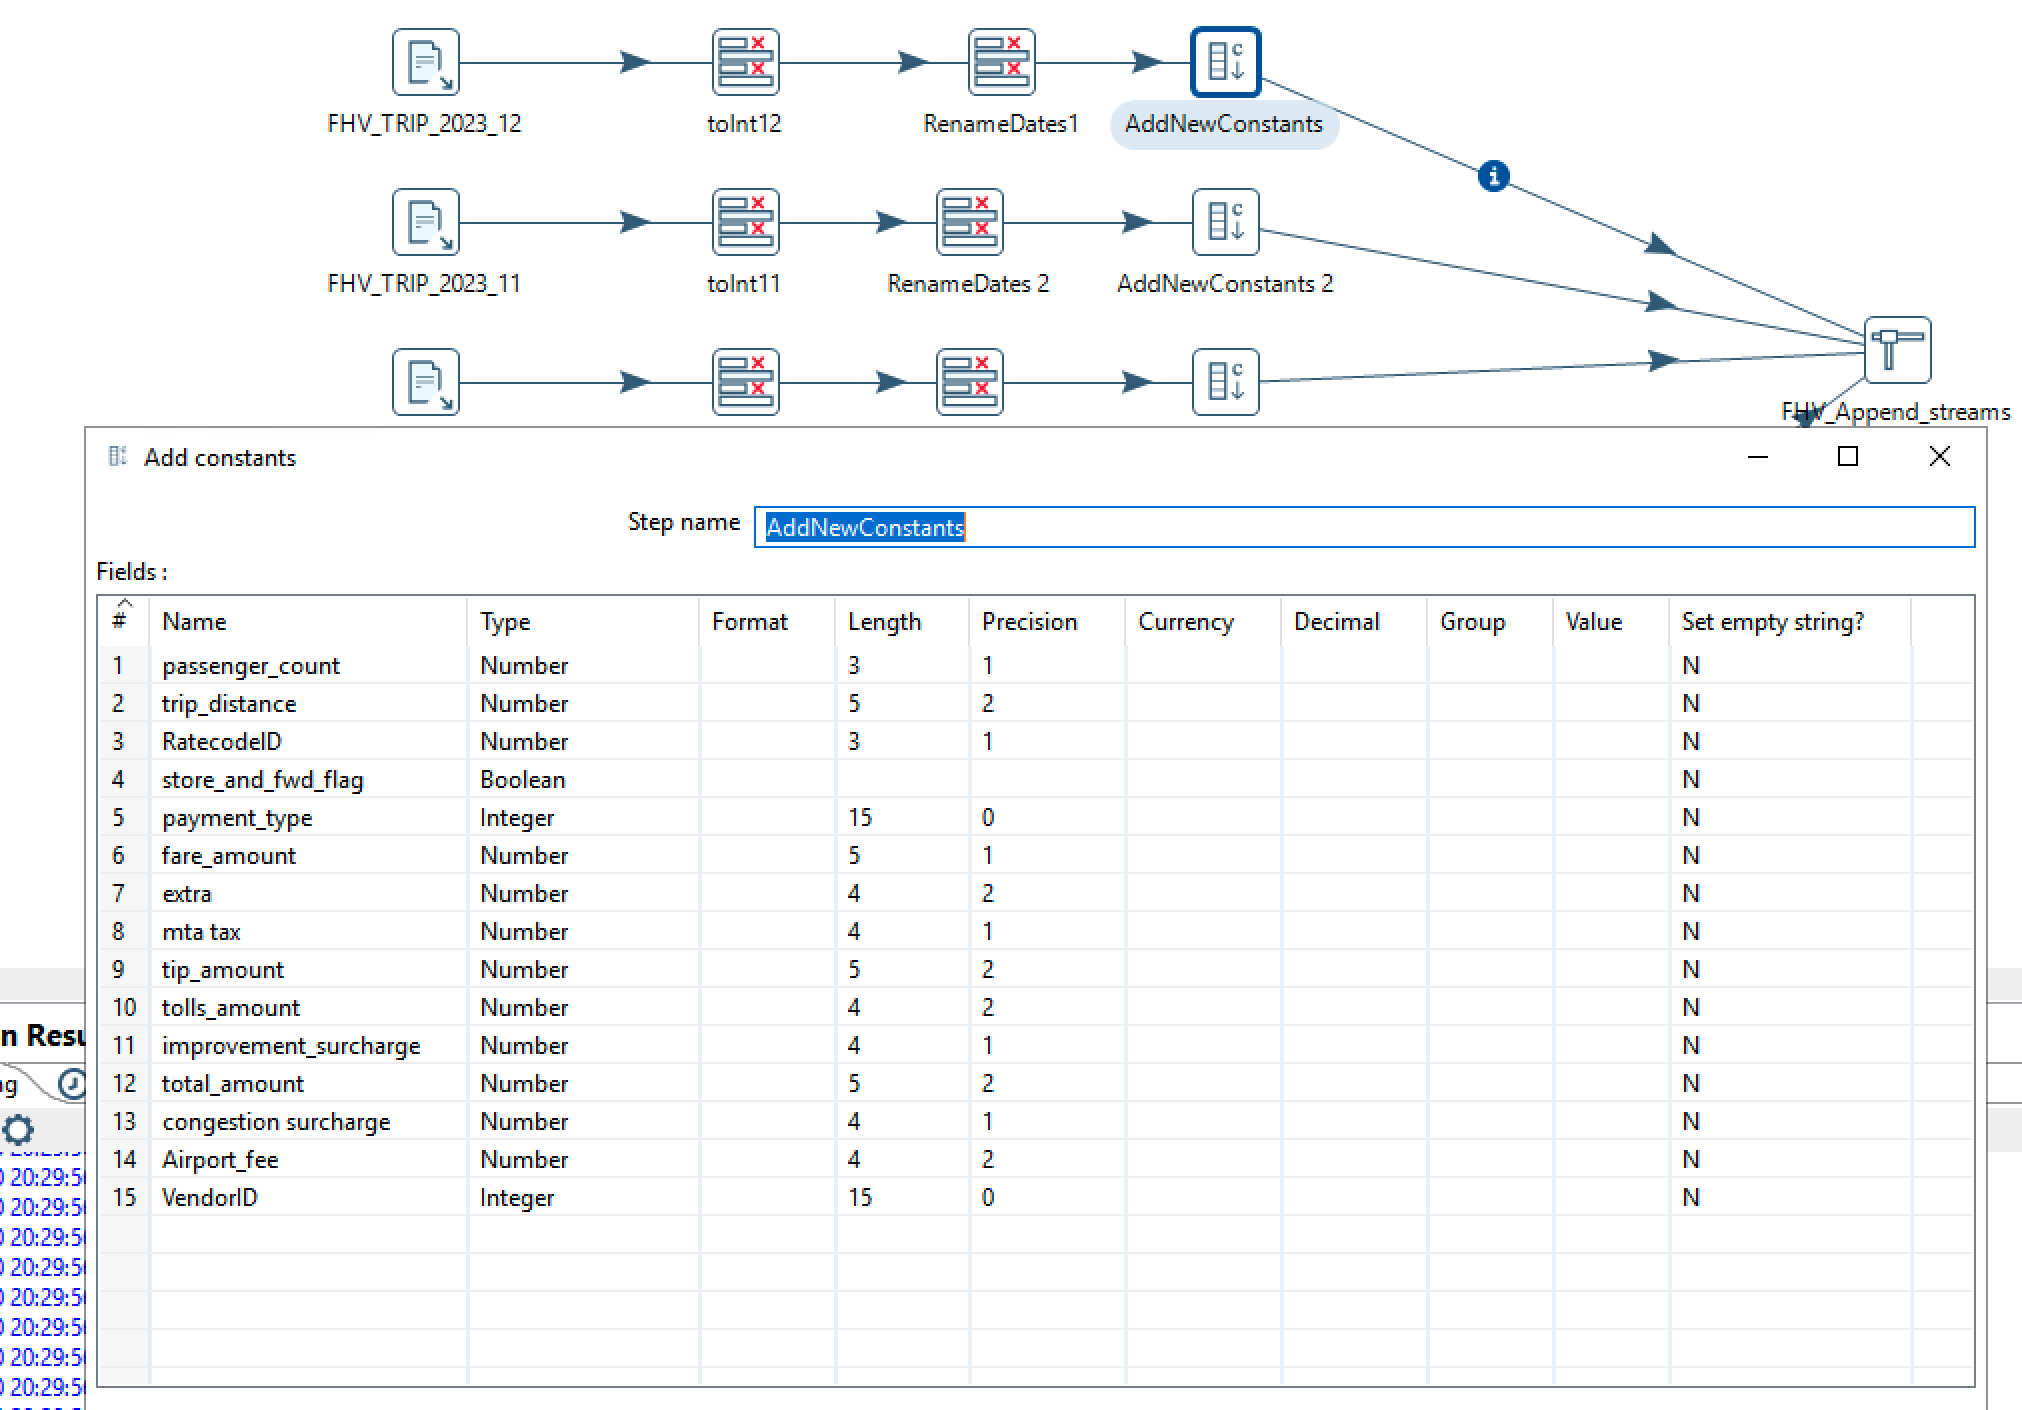 FHV_TRIP_2023_12 toInt12 RenameDates1 AddNewConstants
FHV_TRIP_2023_11 toInt11 RenameDates 2 AddNewConstants 2
FHV_Append_streams
Add constants
Step name AddNewConstants
Fields :
# Name Type Format Length Precision Currency Decimal Group Value Set empty string?
1 passenger_count Number 3 1 N
2 trip_distance Number 5 2 N
3 RatecodeID Number 3 1 N
4 store_and_fwd_flag Boolean N
5 payment_type Integer 15 0 N
6 fare_amount Number 5 1 N
7 extra Number 4 2 N
8 mta tax Number 4 1 N
9 tip_amount Number 5 2 N
10 tolls_amount Number 4 2 N
11 improvement_surcharge Number 4 1 N
12 total_amount Number 5 2 N
13 congestion surcharge Number 4 1 N
14 Airport_fee Number 4 2 N
15 VendorID Integer 15 0 N
n Resu
g
20:29:5
20:29:5
20:29:5
20:29:5
20:29:5
20:29:5
20:29:5
20:29:5